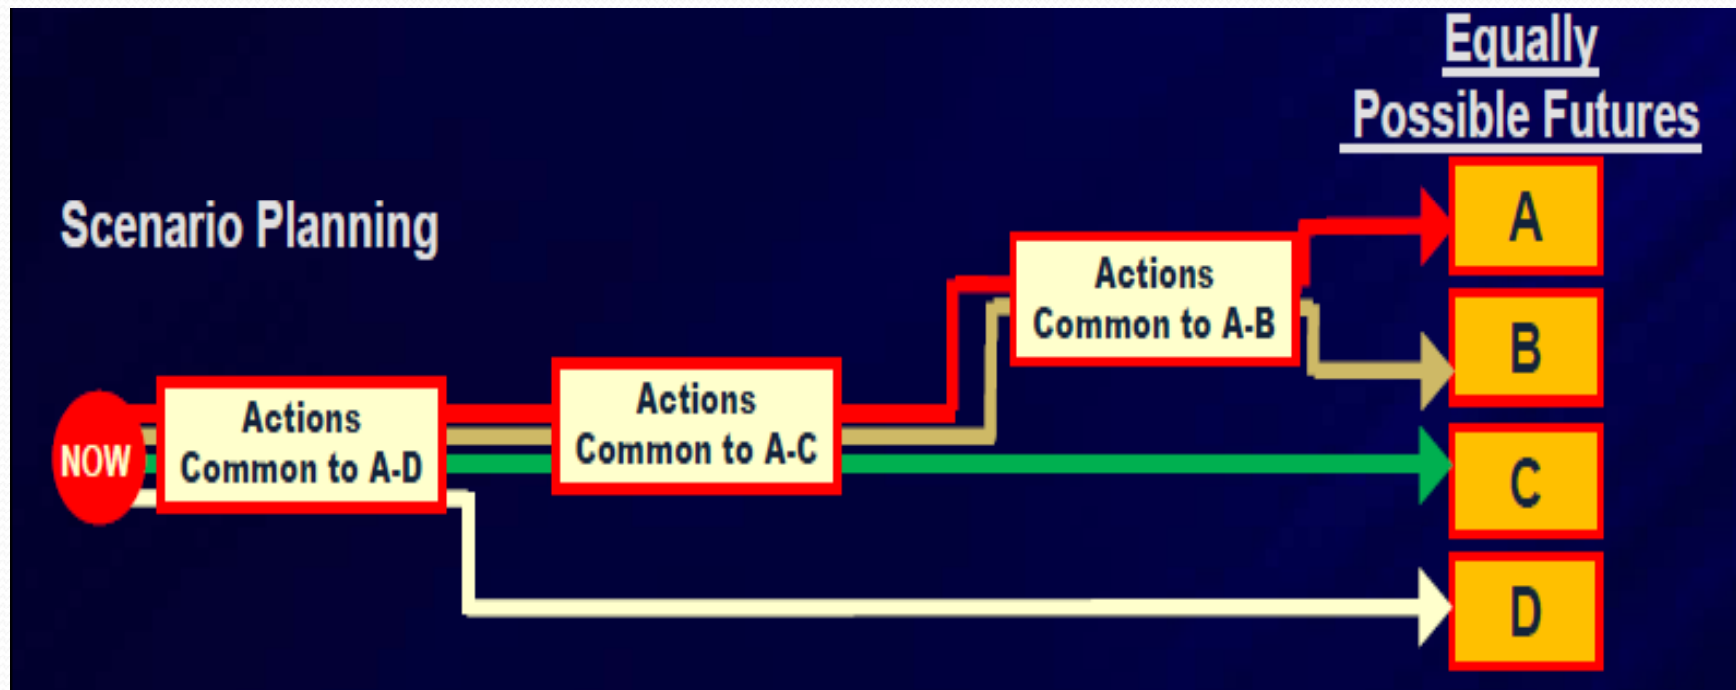 Equally
Possible Futures
Scenario Planning
NOW
Actions
Common to A-D
Actions
Common to A-C
Actions
Common to A-B
A
B
C
D